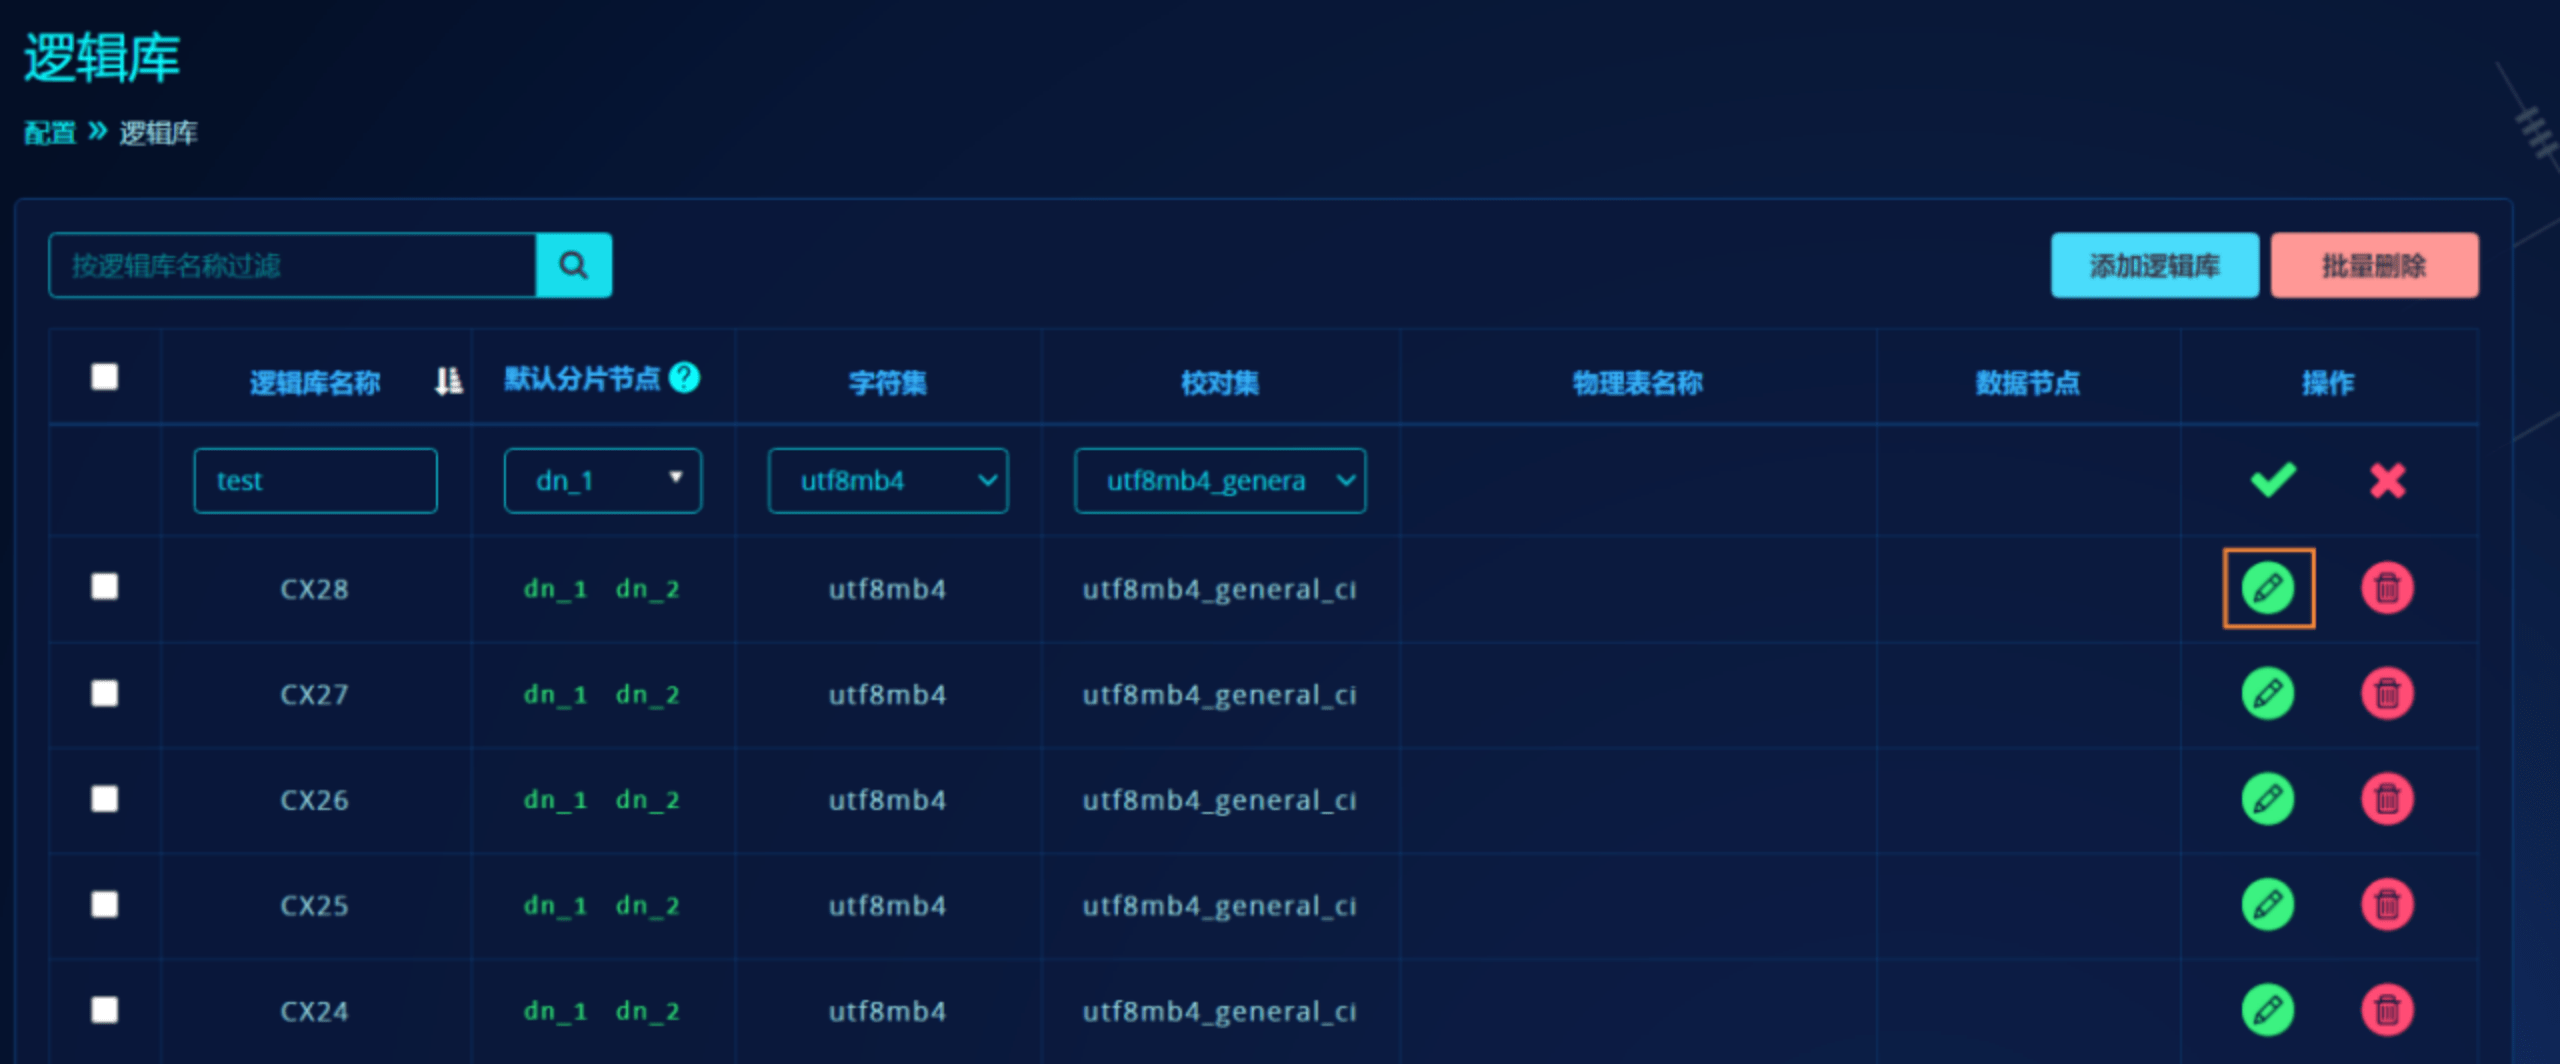 逻辑库
配置 » 逻辑库
按逻辑库名称过滤 添加逻辑库 批量删除
逻辑库名称 默认分片节点 ? 字符集 校对集 物理表名称 数据节点 操作
test dn_1 utf8mb4 utf8mb4_genera
CX28 dn_1 dn_2 utf8mb4 utf8mb4_general_ci
CX27 dn_1 dn_2 utf8mb4 utf8mb4_general_ci
CX26 dn_1 dn_2 utf8mb4 utf8mb4_general_ci
CX25 dn_1 dn_2 utf8mb4 utf8mb4_general_ci
CX24 dn_1 dn_2 utf8mb4 utf8mb4_general_ci